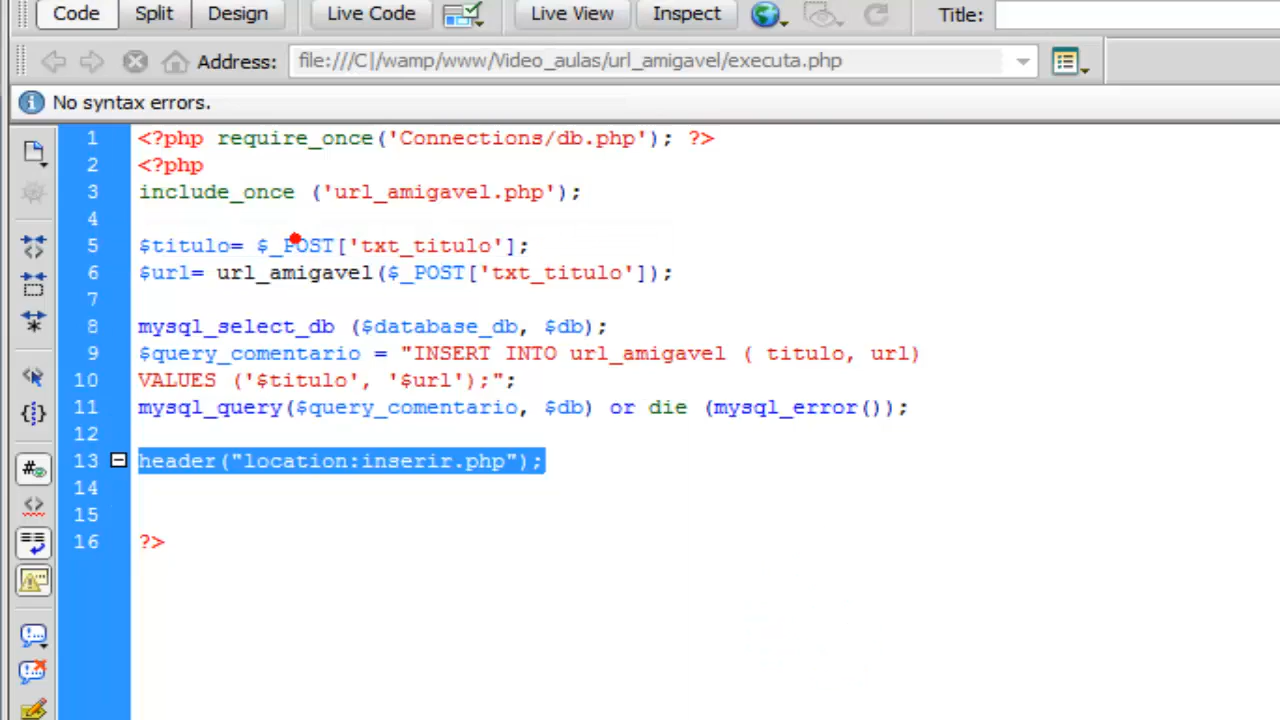 Code Split Design Live Code Live View Inspect Title:
Address: file:///C|/wamp/www/Video_aulas/url_amigavel/executa.php
No syntax errors.
1 <?php require_once('Connections/db.php'); ?>
2 <?php
3 include_once ('url_amigavel.php');
4
5 $titulo= $_POST['txt_titulo'];
6 $url= url_amigavel($_POST['txt_titulo']);
7
8 mysql_select_db ($database_db, $db);
9 $query_comentario = "INSERT INTO url_amigavel ( titulo, url)
10 VALUES ('$titulo', '$url');";
11 mysql_query($query_comentario, $db) or die (mysql_error());
12
13 header("location:inserir.php");
14
15
16 ?>